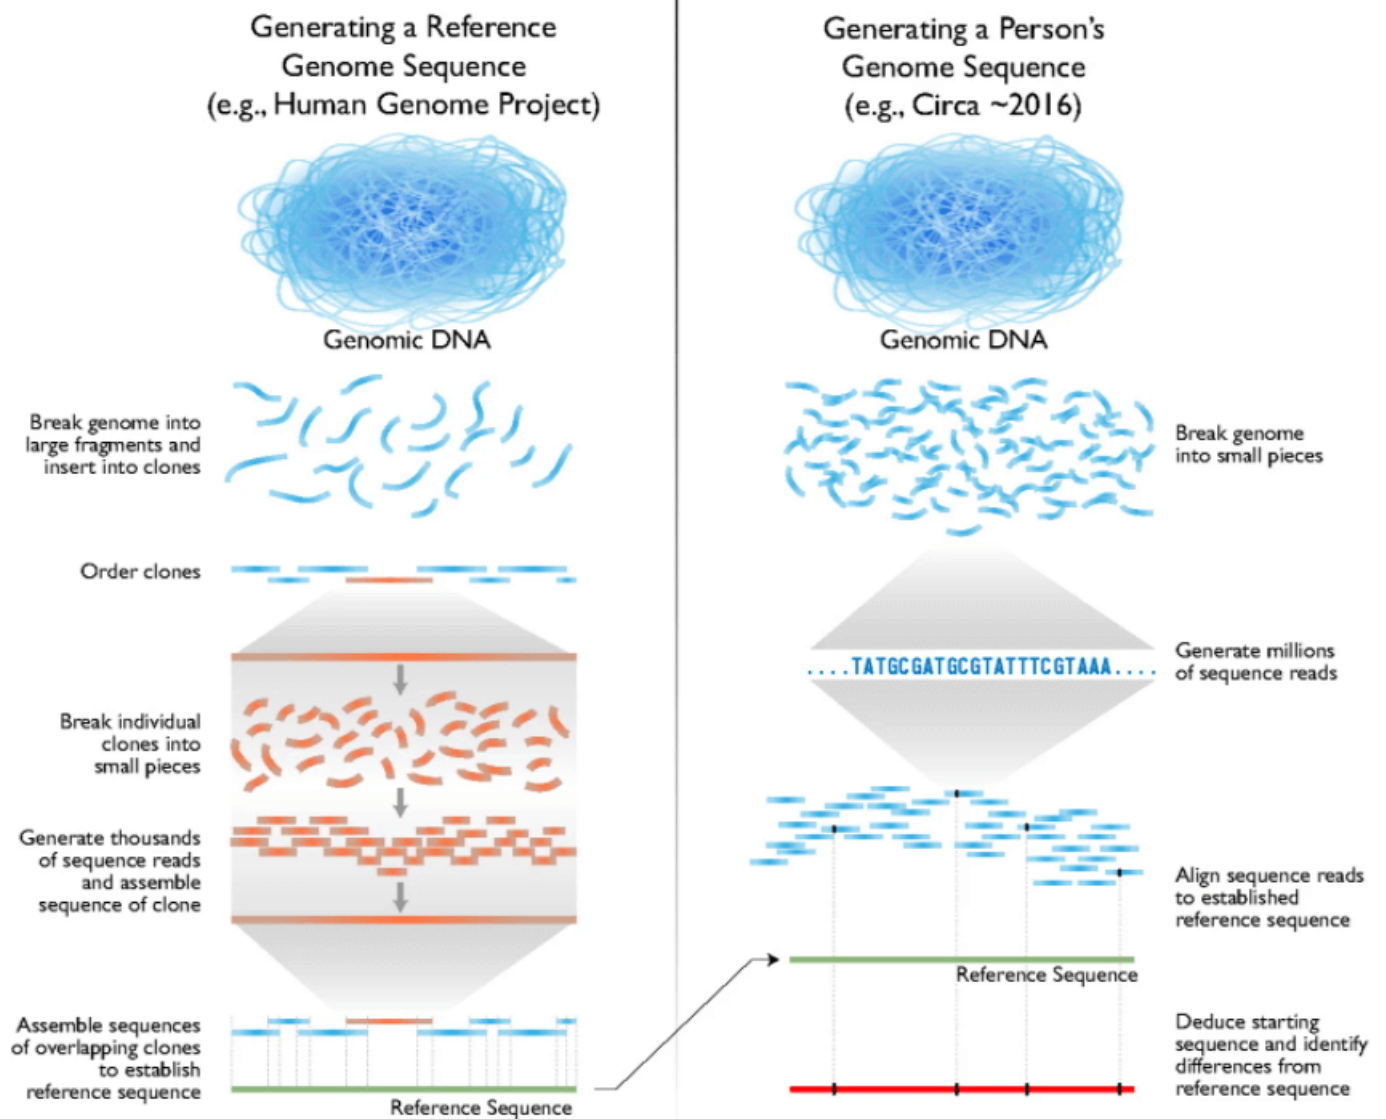 Generating a Reference
Genome Sequence
(e.g., Human Genome Project)
Genomic DNA
Break genome into
large fragments and
insert into clones
Order clones
Break individual
clones into
small pieces
Generate thousands
of sequence reads
and assemble
sequence of clone
Assemble sequences
of overlapping clones
to establish
reference sequence
Reference Sequence
Generating a Person's
Genome Sequence
(e.g., Circa ~2016)
Genomic DNA
Break genome
into small pieces
....TATGCGATGCGTATTTCGTAAA....
Generate millions
of sequence reads
Align sequence reads
to established
reference sequence
Reference Sequence
Deduce starting
sequence and identify
differences from
reference sequence